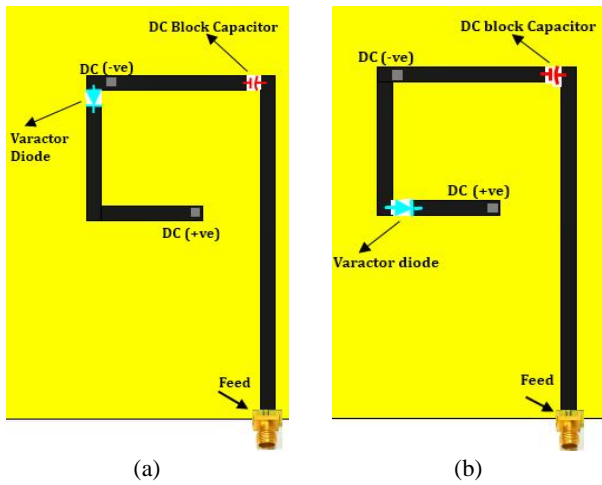 DC Block Capacitor
DC (-ve)
Varactor
Diode
DC (+ve)
Feed
(a)
DC block Capacitor
DC (-ve)
DC (+ve)
Varactor diode
Feed
(b)